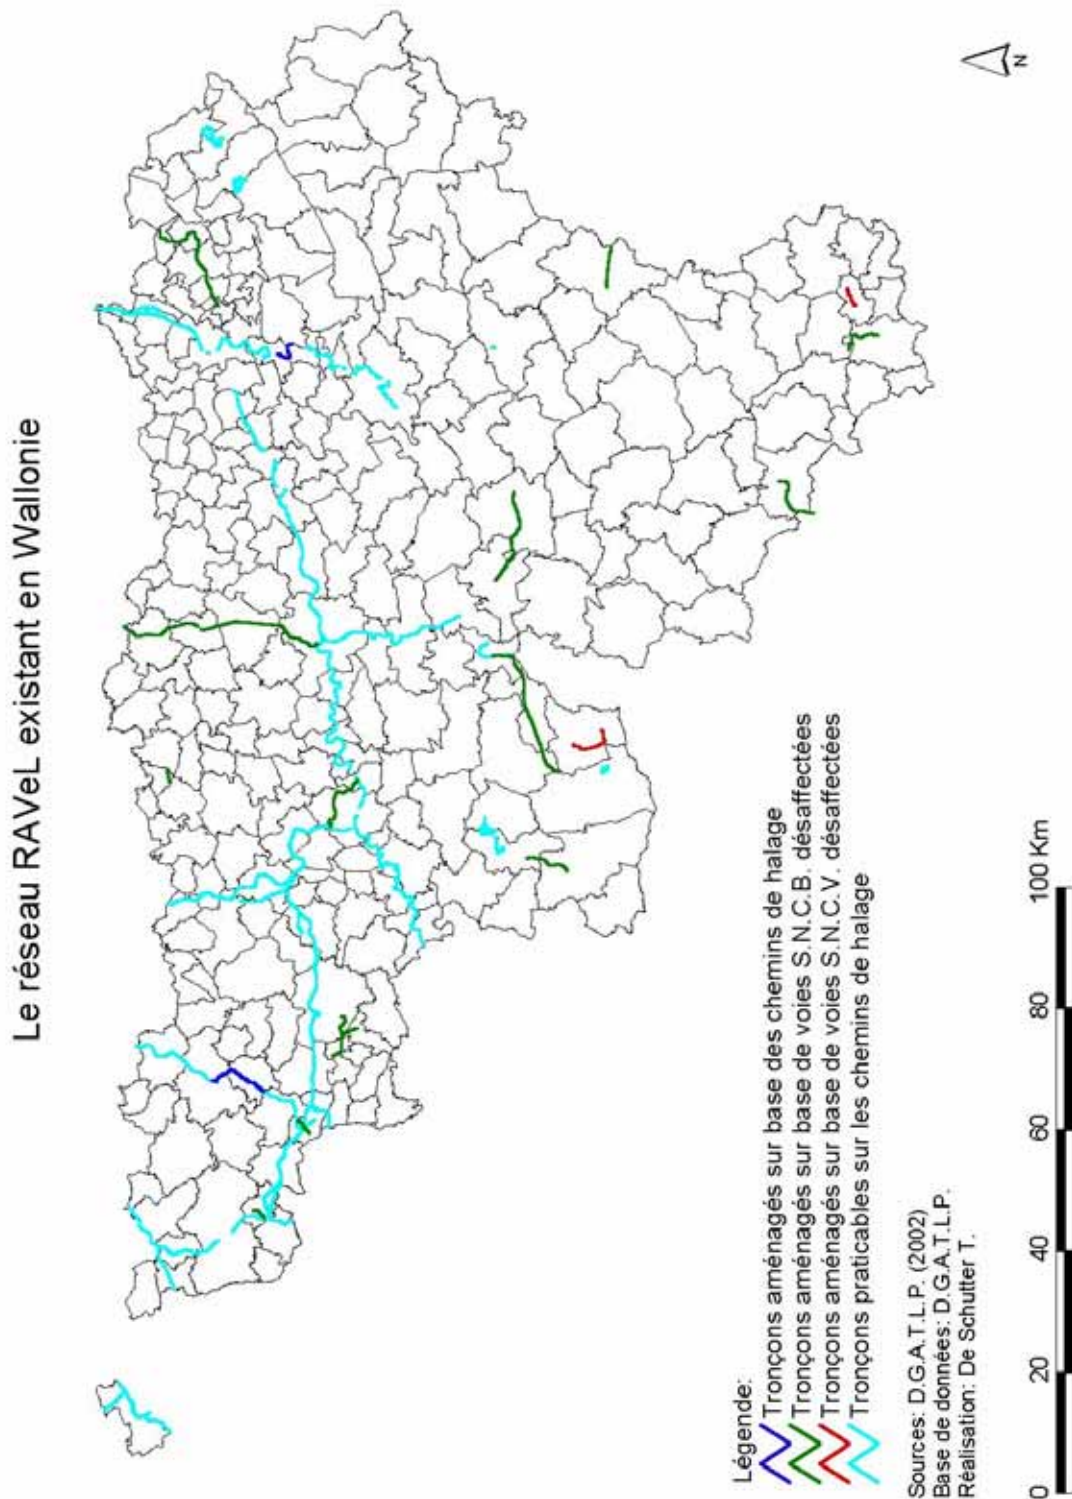 Le réseau RAVeL existant en Wallonie
N
Légende:
Tronçons aménagés sur base des chemins de halage
Tronçons aménagés sur base de voies S.N.C.B. désaffectées
Tronçons aménagés sur base de voies S.N.C.V. désaffectées
Tronçons praticables sur les chemins de halage
Sources: D.G.A.T.L.P. (2002)
Base de données: D.G.A.T.L.P.
Réalisation: De Schutter T.
0 20 40 60 80 100 Km